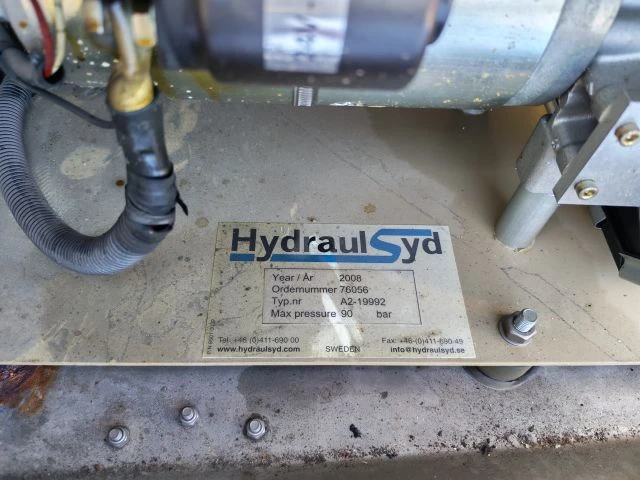 HydraulSyd
Year / År 2008
Ordernummer 76056
Typ.nr A2-19992
Max pressure 90 bar
Tel: +46 (0)411-690 00 Fax: +46-(0)411-690 49
www.hydraulsyd.com SWEDEN info@hydraulsyd.se